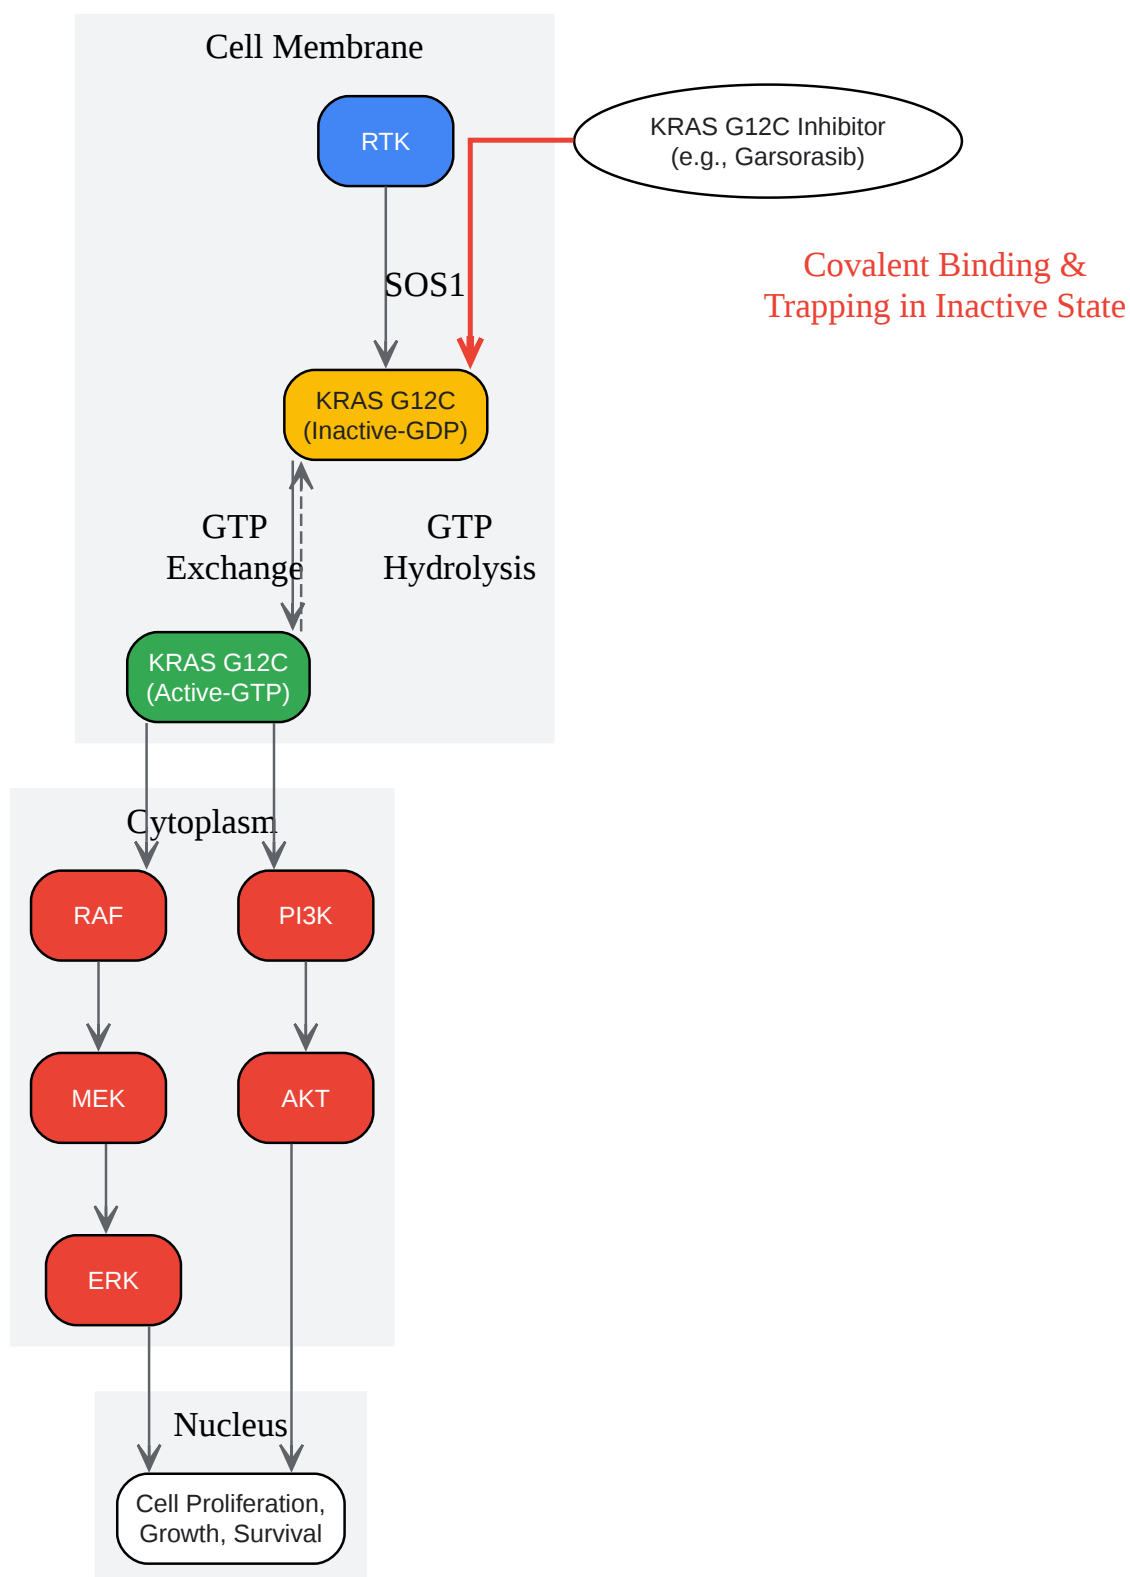 Cell Membrane
RTK
KRAS G12C Inhibitor
(e.g., Garsorasib)
SOS1
Covalent Binding &
Trapping in Inactive State
KRAS G12C
(Inactive-GDP)
GTP
Exchange
GTP
Hydrolysis
KRAS G12C
(Active-GTP)
Cytoplasm
RAF
PI3K
MEK
AKT
ERK
Nucleus
Cell Proliferation,
Growth, Survival